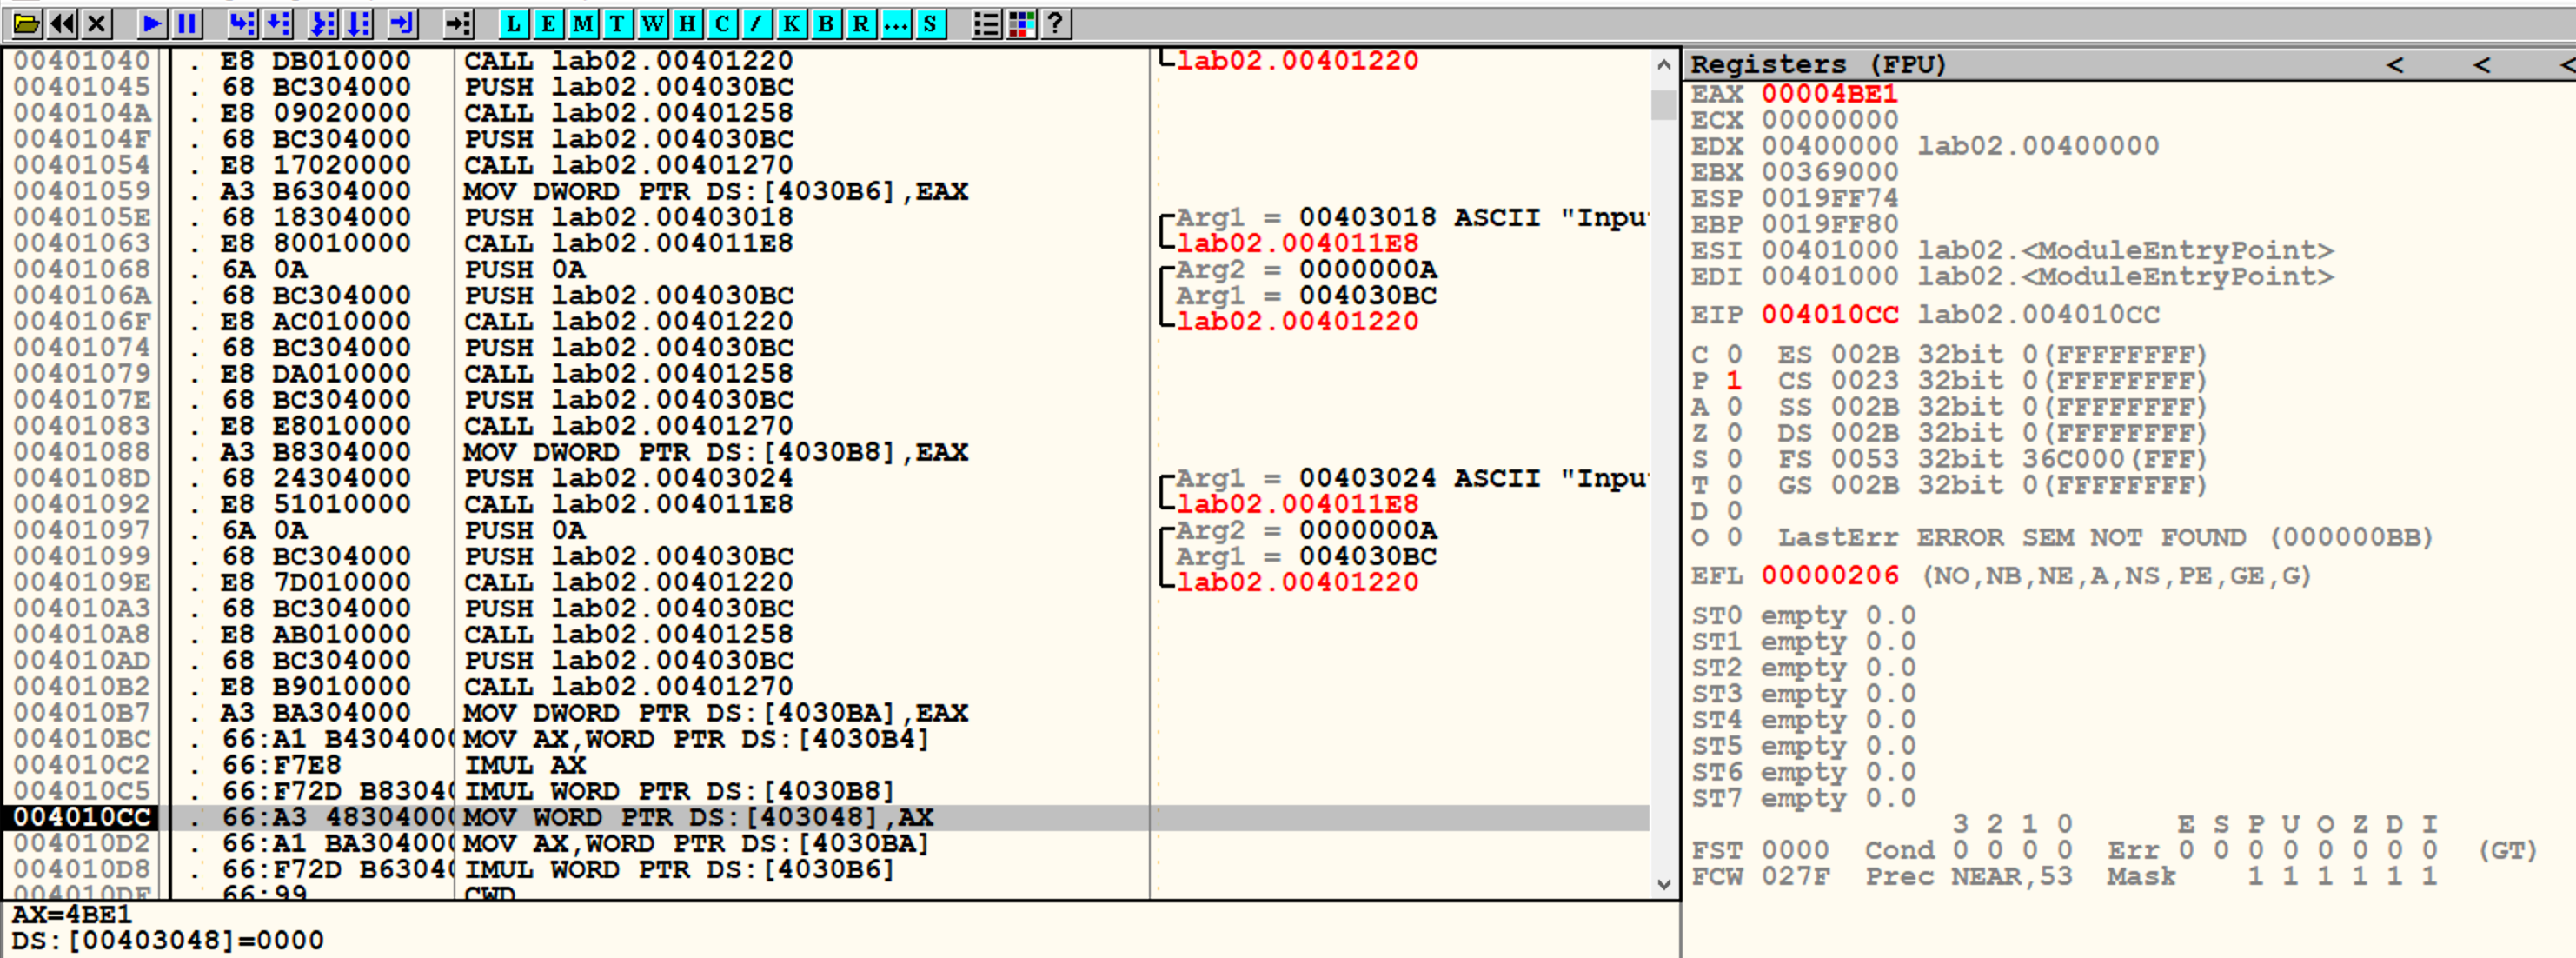 L E M T W H C / K B R ... S ?
00401040 . E8 DB010000 CALL lab02.00401220 lab02.00401220
00401045 . 68 BC304000 PUSH lab02.004030BC
0040104A . E8 09020000 CALL lab02.00401258
0040104F . 68 BC304000 PUSH lab02.004030BC
00401054 . E8 17020000 CALL lab02.00401270
00401059 . A3 B6304000 MOV DWORD PTR DS:[4030B6],EAX
0040105E . 68 18304000 PUSH lab02.00403018 Arg1 = 00403018 ASCII "Inpu
00401063 . E8 80010000 CALL lab02.004011E8 lab02.004011E8
00401068 . 6A 0A PUSH 0A Arg2 = 0000000A
0040106A . 68 BC304000 PUSH lab02.004030BC Arg1 = 004030BC
0040106F . E8 AC010000 CALL lab02.00401220 lab02.00401220
00401074 . 68 BC304000 PUSH lab02.004030BC
00401079 . E8 DA010000 CALL lab02.00401258
0040107E . 68 BC304000 PUSH lab02.004030BC
00401083 . E8 E8010000 CALL lab02.00401270
00401088 . A3 B8304000 MOV DWORD PTR DS:[4030B8],EAX
0040108D . 68 24304000 PUSH lab02.00403024 Arg1 = 00403024 ASCII "Inpu
00401092 . E8 51010000 CALL lab02.004011E8 lab02.004011E8
00401097 . 6A 0A PUSH 0A Arg2 = 0000000A
00401099 . 68 BC304000 PUSH lab02.004030BC Arg1 = 004030BC
0040109E . E8 7D010000 CALL lab02.00401220 lab02.00401220
004010A3 . 68 BC304000 PUSH lab02.004030BC
004010A8 . E8 AB010000 CALL lab02.00401258
004010AD . 68 BC304000 PUSH lab02.004030BC
004010B2 . E8 B9010000 CALL lab02.00401270
004010B7 . A3 BA304000 MOV DWORD PTR DS:[4030BA],EAX
004010BC . 66:A1 B4304000 MOV AX,WORD PTR DS:[4030B4]
004010C2 . 66:F7E8 IMUL AX
004010C5 . 66:F72D B83040 IMUL WORD PTR DS:[4030B8]
004010CC . 66:A3 48304000 MOV WORD PTR DS:[403048],AX
004010D2 . 66:A1 BA304000 MOV AX,WORD PTR DS:[4030BA]
004010D8 . 66:F72D B63040 IMUL WORD PTR DS:[4030B6]
004010DF . 66:99 CWD
AX=4BE1
DS:[00403048]=0000
Registers (FPU) < < <
EAX 00004BE1
ECX 00000000
EDX 00400000 lab02.00400000
EBX 00369000
ESP 0019FF74
EBP 0019FF80
ESI 00401000 lab02.<ModuleEntryPoint>
EDI 00401000 lab02.<ModuleEntryPoint>
EIP 004010CC lab02.004010CC
C 0 ES 002B 32bit 0(FFFFFFFF)
P 1 CS 0023 32bit 0(FFFFFFFF)
A 0 SS 002B 32bit 0(FFFFFFFF)
Z 0 DS 002B 32bit 0(FFFFFFFF)
S 0 FS 0053 32bit 36C000(FFF)
T 0 GS 002B 32bit 0(FFFFFFFF)
D 0
O 0 LastErr ERROR SEM NOT FOUND (000000BB)
EFL 00000206 (NO,NB,NE,A,NS,PE,GE,G)
ST0 empty 0.0
ST1 empty 0.0
ST2 empty 0.0
ST3 empty 0.0
ST4 empty 0.0
ST5 empty 0.0
ST6 empty 0.0
ST7 empty 0.0
3 2 1 0 E S P U O Z D I
FST 0000 Cond 0 0 0 0 Err 0 0 0 0 0 0 0 0 (GT)
FCW 027F Prec NEAR,53 Mask 1 1 1 1 1 1